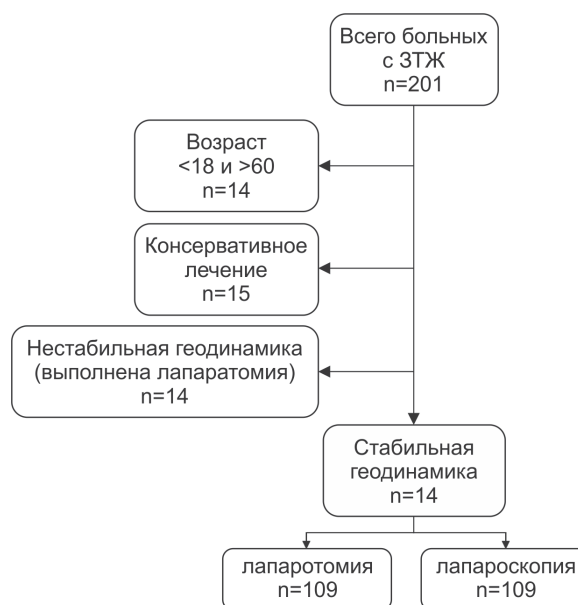 Всего больных
с ЗТЖ
n=201
Возраст
<18 и >60
n=14
Консервативное
лечение
n=15
Нестабильная геодинамика
(выполнена лапаратомия)
n=14
Стабильная
геодинамика
n=14
лапаротомия
n=109
лапароскопия
n=109